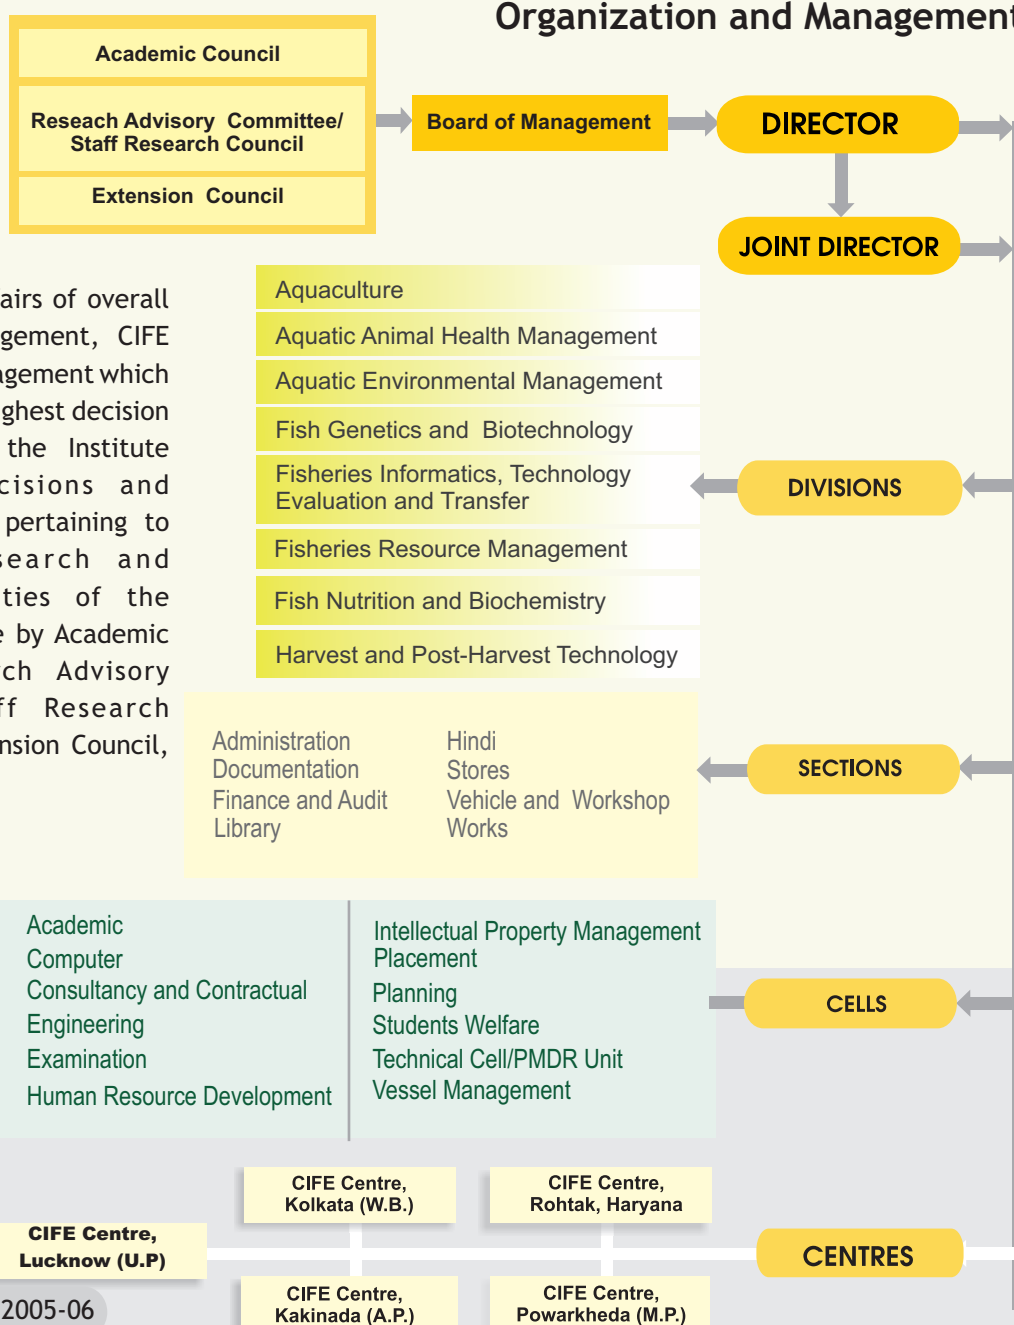 Organization and Management
Academic Council
Reseach Advisory Committee/
Staff Research Council
Extension Council
Board of Management
DIRECTOR
JOINT DIRECTOR
airs of overall
gement, CIFE
agement which
ghest decision
the Institute
cisions and
pertaining to
search and
ties of the
e by Academic
rch Advisory
ff Research
nsion Council,
Aquaculture
Aquatic Animal Health Management
Aquatic Environmental Management
Fish Genetics and Biotechnology
Fisheries Informatics, Technology
Evaluation and Transfer
Fisheries Resource Management
Fish Nutrition and Biochemistry
Harvest and Post-Harvest Technology
DIVISIONS
Administration
Documentation
Finance and Audit
Library
Hindi
Stores
Vehicle and Workshop
Works
SECTIONS
Academic
Computer
Consultancy and Contractual
Engineering
Examination
Human Resource Development
Intellectual Property Management
Placement
Planning
Students Welfare
Technical Cell/PMDR Unit
Vessel Management
CELLS
CIFE Centre,
Kolkata (W.B.)
CIFE Centre,
Rohtak, Haryana
CIFE Centre,
Lucknow (U.P)
CENTRES
CIFE Centre,
Kakinada (A.P.)
CIFE Centre,
Powarkheda (M.P.)
2005-06